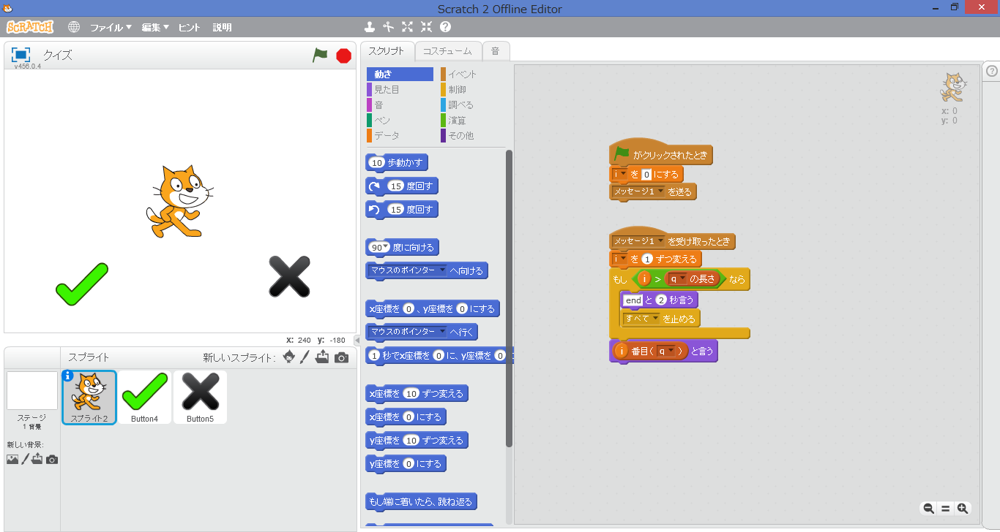 Scratch 2 Offline Editor
SCRATCH ファイル 編集 ヒント 説明
クイズ
v456.0.4
スクリプト コスチューム 音
動き イベント
見た目 制御
音 調べる
ペン 演算
データ その他
10 歩動かす
15 度回す
15 度回す
90 度に向ける
マウスのポインター へ向ける
x座標を 0 、y座標を 0 にする
マウスのポインター へ行く
1 秒でx座標を 0 に、y座標を 0 に
x座標を 10 ずつ変える
x座標を 0 にする
y座標を 10 ずつ変える
y座標を 0 にする
もし端に着いたら、跳ね返る
x: 0
y: 0
がクリックされたとき
i を 0 にする
メッセージ1 を送る
メッセージ1 を受け取ったとき
i を 1 ずつ変える
もし i > q の長さ なら
end と 2 秒言う
すべて を止める
i 番目( q ) と言う
x: 240 y: -180
スプライト 新しいスプライト:
ステージ
1 背景
新しい背景:
スプライト2
Button4
Button5